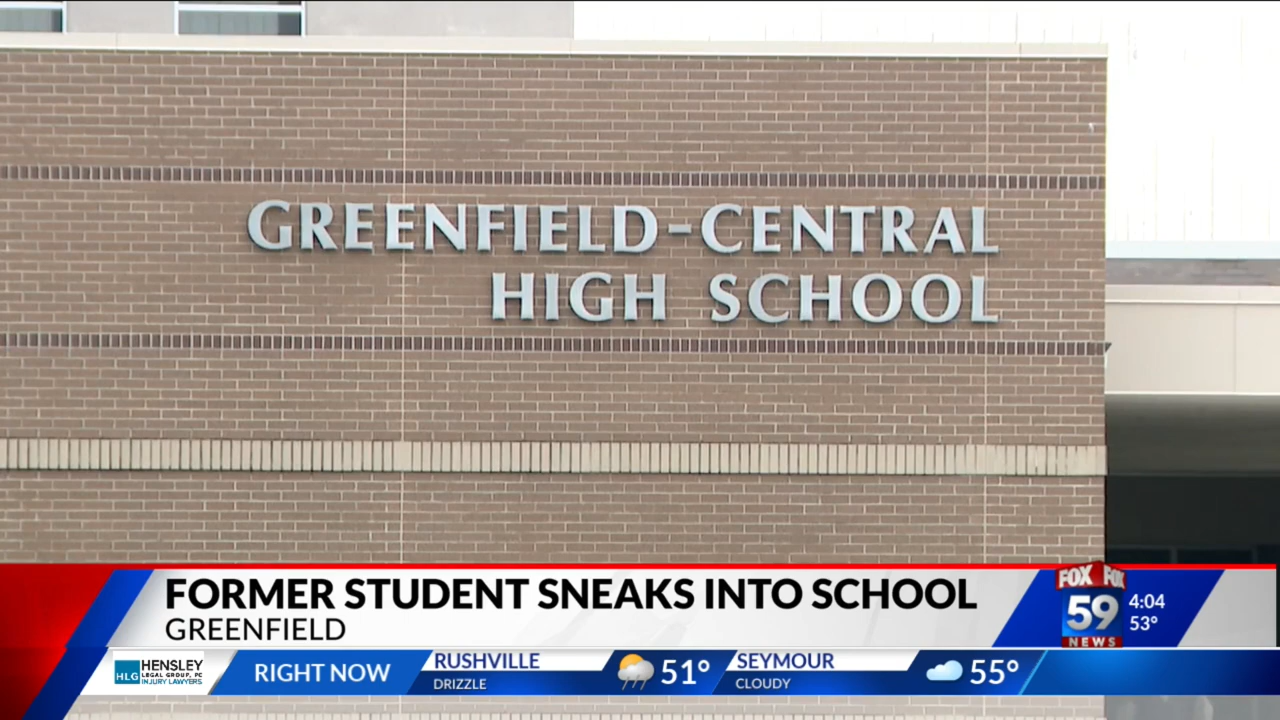 GREENFIELD-CENTRAL
HIGH SCHOOL
FORMER STUDENT SNEAKS INTO SCHOOL
GREENFIELD
FOX FOX
59
NEWS
4:04
53°
HLG
HENSLEY
LEGAL GROUP, PC
INJURY LAWYERS
RIGHT NOW
RUSHVILLE
DRIZZLE
51°
SEYMOUR
CLOUDY
55°